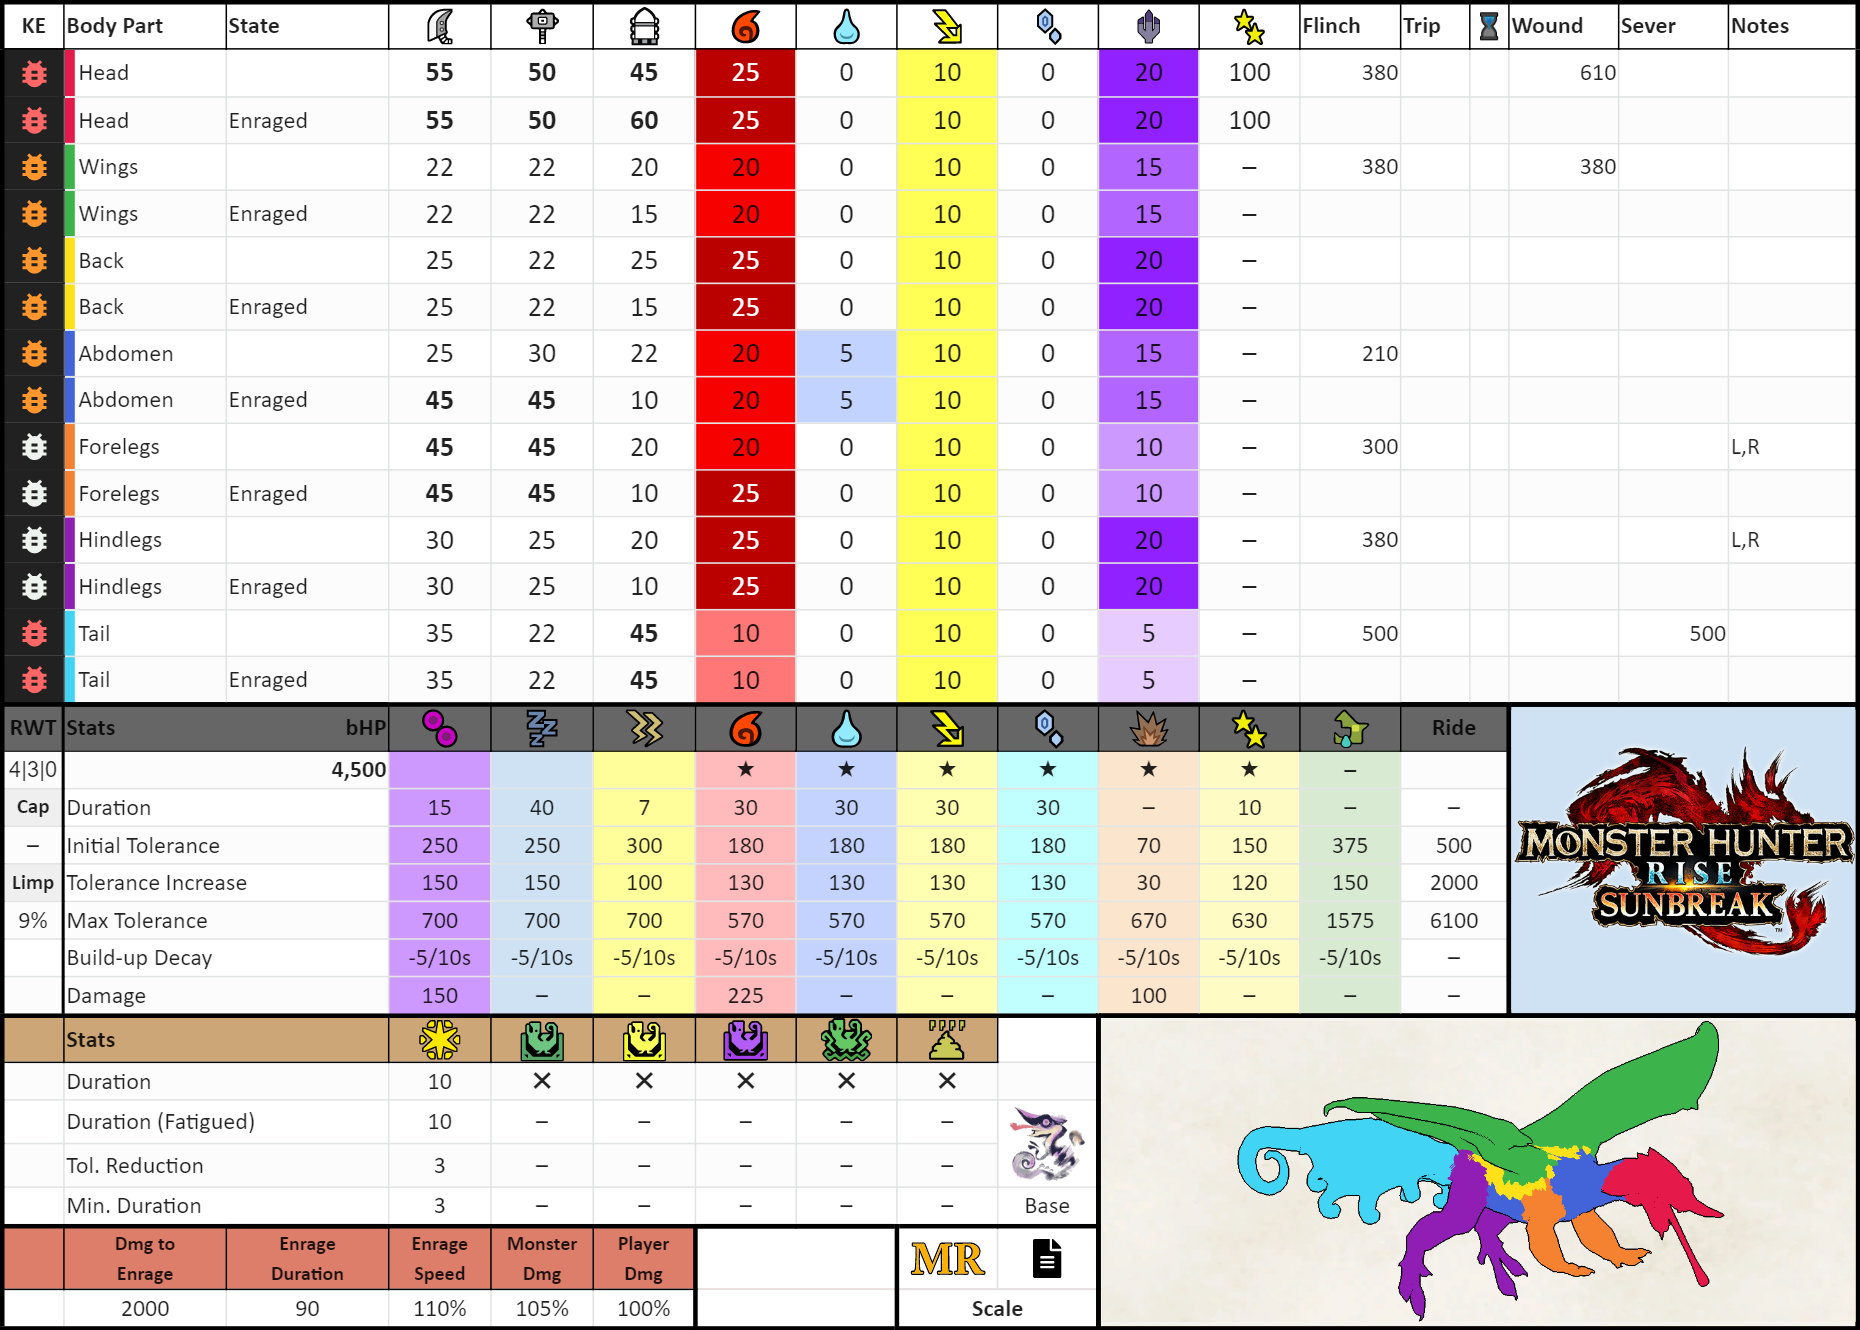 KE Body Part State Flinch Trip Wound Sever Notes
Head 55 50 45 25 0 10 0 20 100 380 610
Head Enraged 55 50 60 25 0 10 0 20 100
Wings 22 22 20 20 0 10 0 15 – 380 380
Wings Enraged 22 22 15 20 0 10 0 15 –
Back 25 22 25 25 0 10 0 20 –
Back Enraged 25 22 15 25 0 10 0 20 –
Abdomen 25 30 22 20 5 10 0 15 – 210
Abdomen Enraged 45 45 10 20 5 10 0 15 –
Forelegs 45 45 20 20 0 10 0 10 – 300 L,R
Forelegs Enraged 45 45 10 25 0 10 0 10 –
Hindlegs 30 25 20 25 0 10 0 20 – 380 L,R
Hindlegs Enraged 30 25 10 25 0 10 0 20 –
Tail 35 22 45 10 0 10 0 5 – 500 500
Tail Enraged 35 22 45 10 0 10 0 5 –
RWT Stats bHP Ride
4|3|0 4,500 ★ ★ ★ ★ ★ ★ –
Cap Duration 15 40 7 30 30 30 30 – 10 – –
– Initial Tolerance 250 250 300 180 180 180 180 70 150 375 500
Limp Tolerance Increase 150 150 100 130 130 130 130 30 120 150 2000
9% Max Tolerance 700 700 700 570 570 570 570 670 630 1575 6100
Build-up Decay -5/10s -5/10s -5/10s -5/10s -5/10s -5/10s -5/10s -5/10s -5/10s -5/10s –
Damage 150 – – 225 – – – 100 – – –
MONSTER HUNTER
RISE
SUNBREAK™
Stats
Duration 10 ✕ ✕ ✕ ✕ ✕
Duration (Fatigued) 10 – – – – –
Tol. Reduction 3 – – – – –
Min. Duration 3 – – – – – Base
Dmg to Enrage Enrage Monster Player
Enrage Duration Speed Dmg Dmg
MR
2000 90 110% 105% 100% Scale